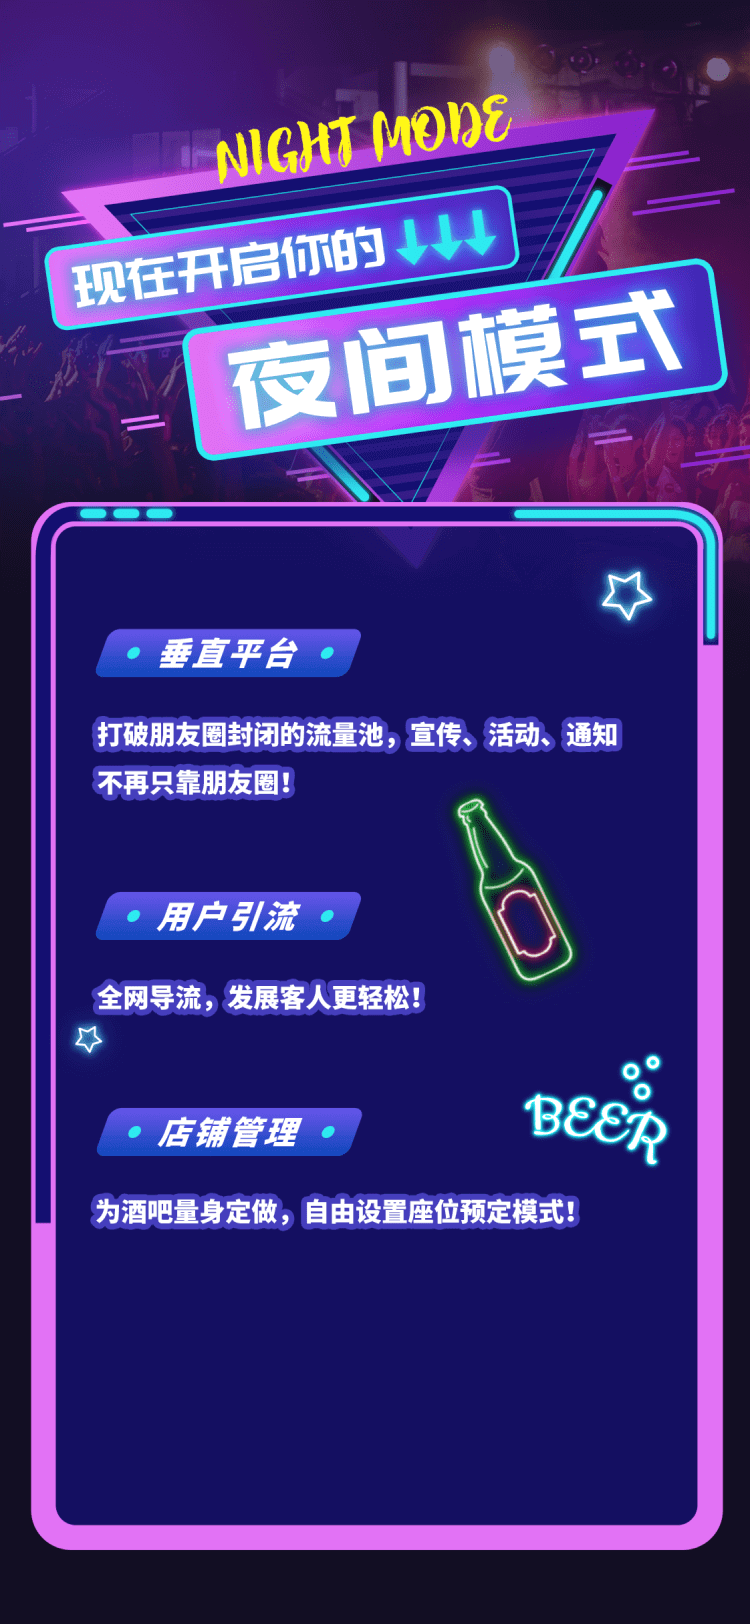 NIGHT MODE
现在开启你的↓↓↓
夜间模式
垂直平台
打破朋友圈封闭的流量池，宣传、活动、通知
不再只靠朋友圈！
用户引流
全网导流，发展客人更轻松！
BEER
店铺管理
为酒吧量身定做，自由设置座位预定模式！